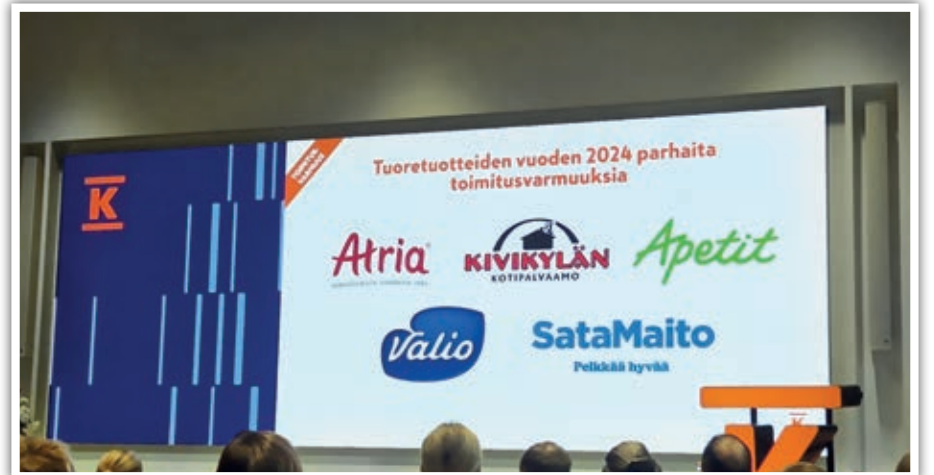 K
Tuoretuotteiden vuoden 2024 parhaita
toimitusvarmuuksia
Atria
KIVIKYLÄN
KOTIPALVAAMO
Apetit
Valio
SataMaito
Pelkkää hyvää
K